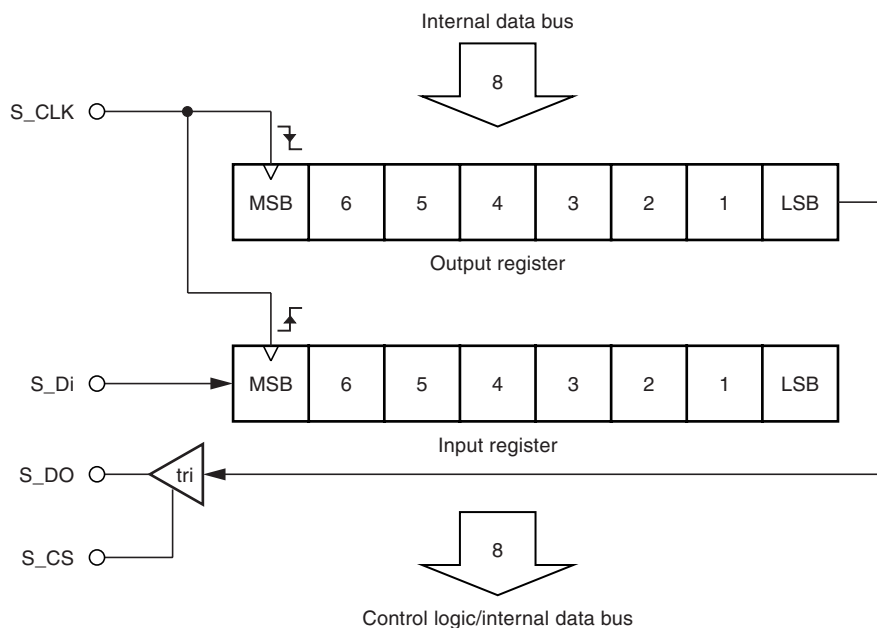 Internal data bus
8
S_CLK
MSB 6 5 4 3 2 1 LSB
Output register
S_Di
MSB 6 5 4 3 2 1 LSB
Input register
S_DO
tri
S_CS
8
Control logic/internal data bus